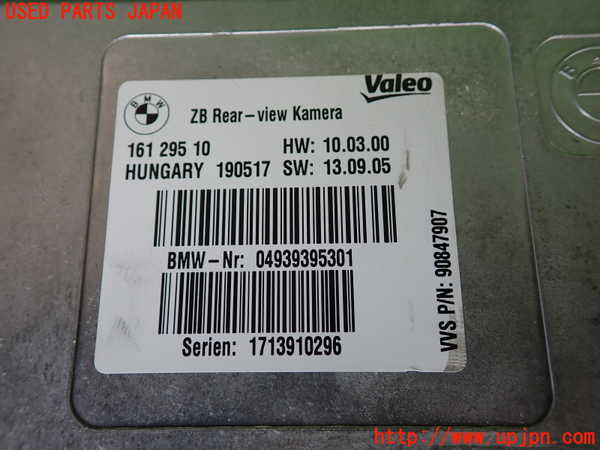 USED PARTS JAPAN
BMW
Valeo
ZB Rear-view Kamera
161 295 10 HW: 10.03.00
HUNGARY 190517 SW: 13.09.05
BMW-Nr: 04939395301
Serien: 1713910296
VVS P/N: 90847907
http://www.upjpn.com